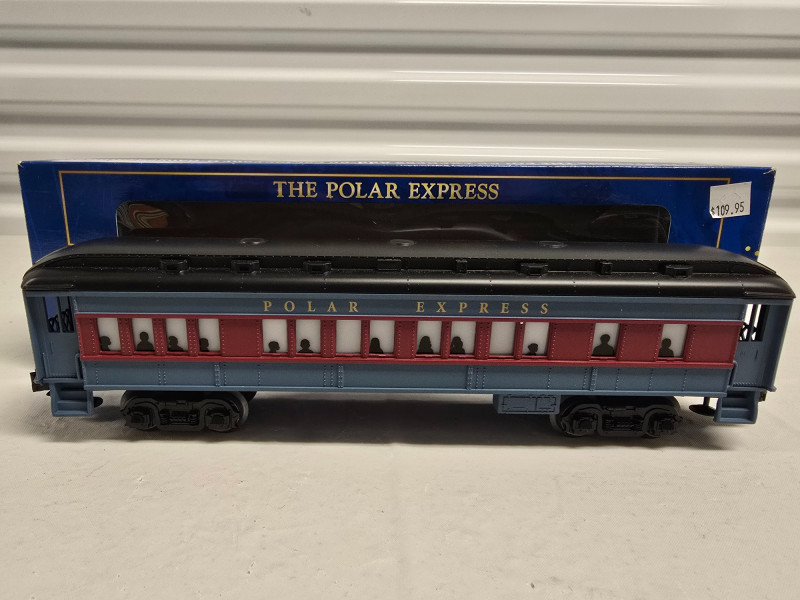 THE POLAR EXPRESS
$109.95
POLAR EXPRESS